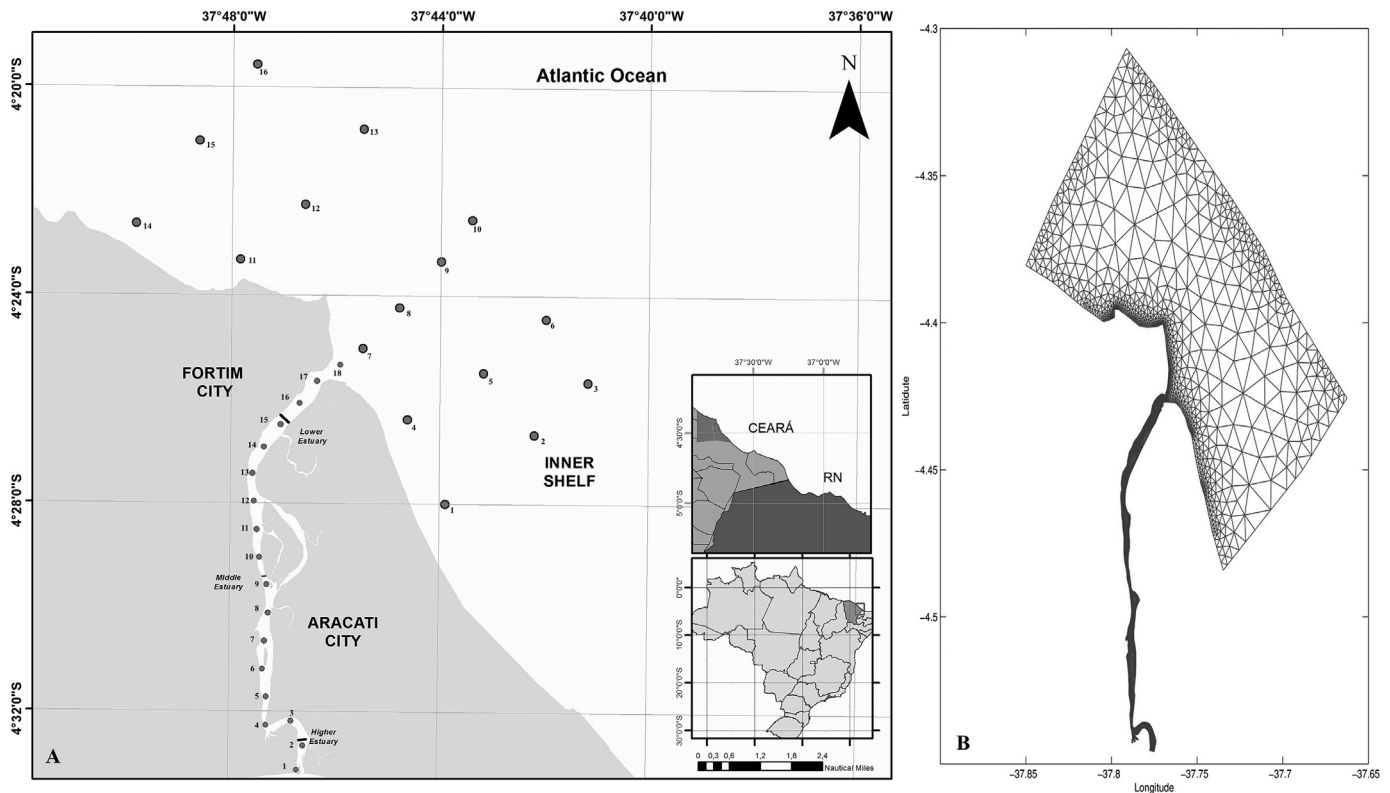 37°48'0"W 37°44'0"W 37°40'0"W 37°36'0"W
4°20'0"S
4°24'0"S
4°28'0"S
4°32'0"S
Atlantic Ocean
N
16
13
15
12
14
10
11
9
8
6
7
5
3
4
2
1
FORTIM
CITY
INNER
SHELF
ARACATI
CITY
18
17
16
15
Lower
Estuary
14
13
12
11
10
Middle
Estuary
9
8
7
6
5
4
3
Higher
Estuary
2
1
A
37°30'0"W 37°0'0"W
4°30'0"S
5°0'0"S
CEARÁ
RN
0°0'0"
10°0'0"S
20°0'0"S
30°0'0"S
0 0,3 0,6 1,2 1,8 2,4
Nautical Miles
−4.3
−4.35
−4.4
−4.45
−4.5
Latidute
B
−37.85 −37.8 −37.75 −37.7 −37.65
Longitude